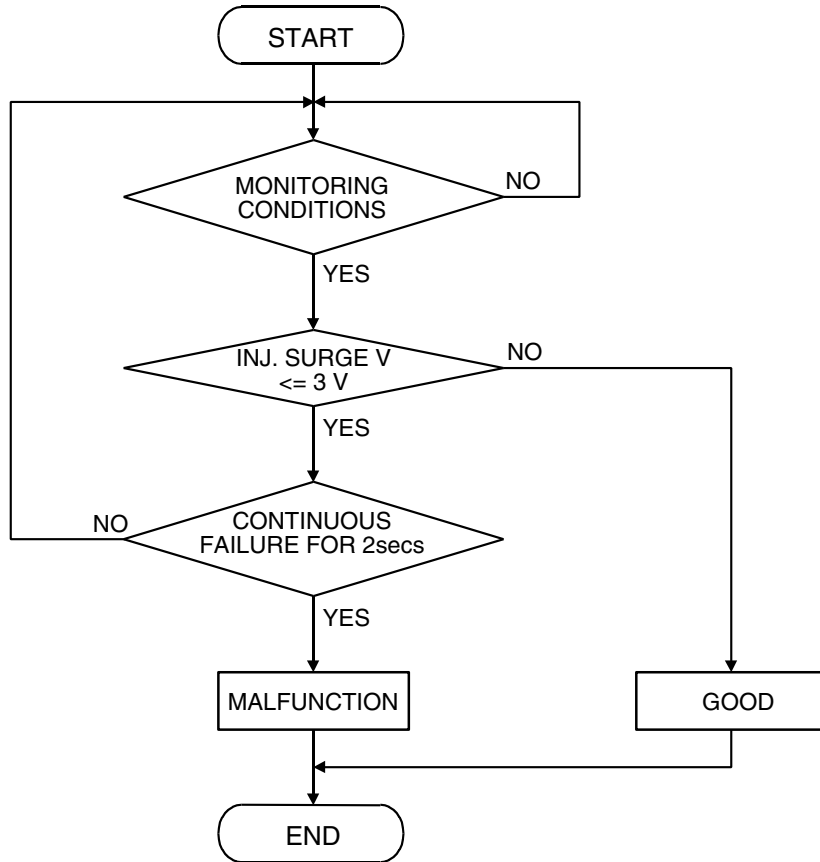 START
MONITORING
CONDITIONS
NO
YES
INJ. SURGE V
<= 3 V
NO
YES
CONTINUOUS
FAILURE FOR 2secs
NO
YES
MALFUNCTION
GOOD
END